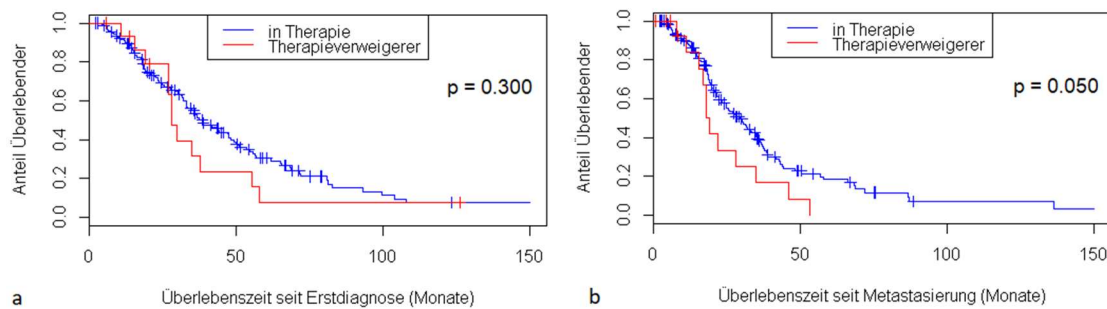 in Therapie
Therapieverweigerer
p = 0.300
Anteil Überlebender
0.0 0.2 0.4 0.6 0.8 1.0
0 50 100 150
a
Überlebenszeit seit Erstdiagnose (Monate)
in Therapie
Therapieverweigerer
p = 0.050
Anteil Überlebender
0.0 0.2 0.4 0.6 0.8 1.0
0 50 100 150
b
Überlebenszeit seit Metastasierung (Monate)